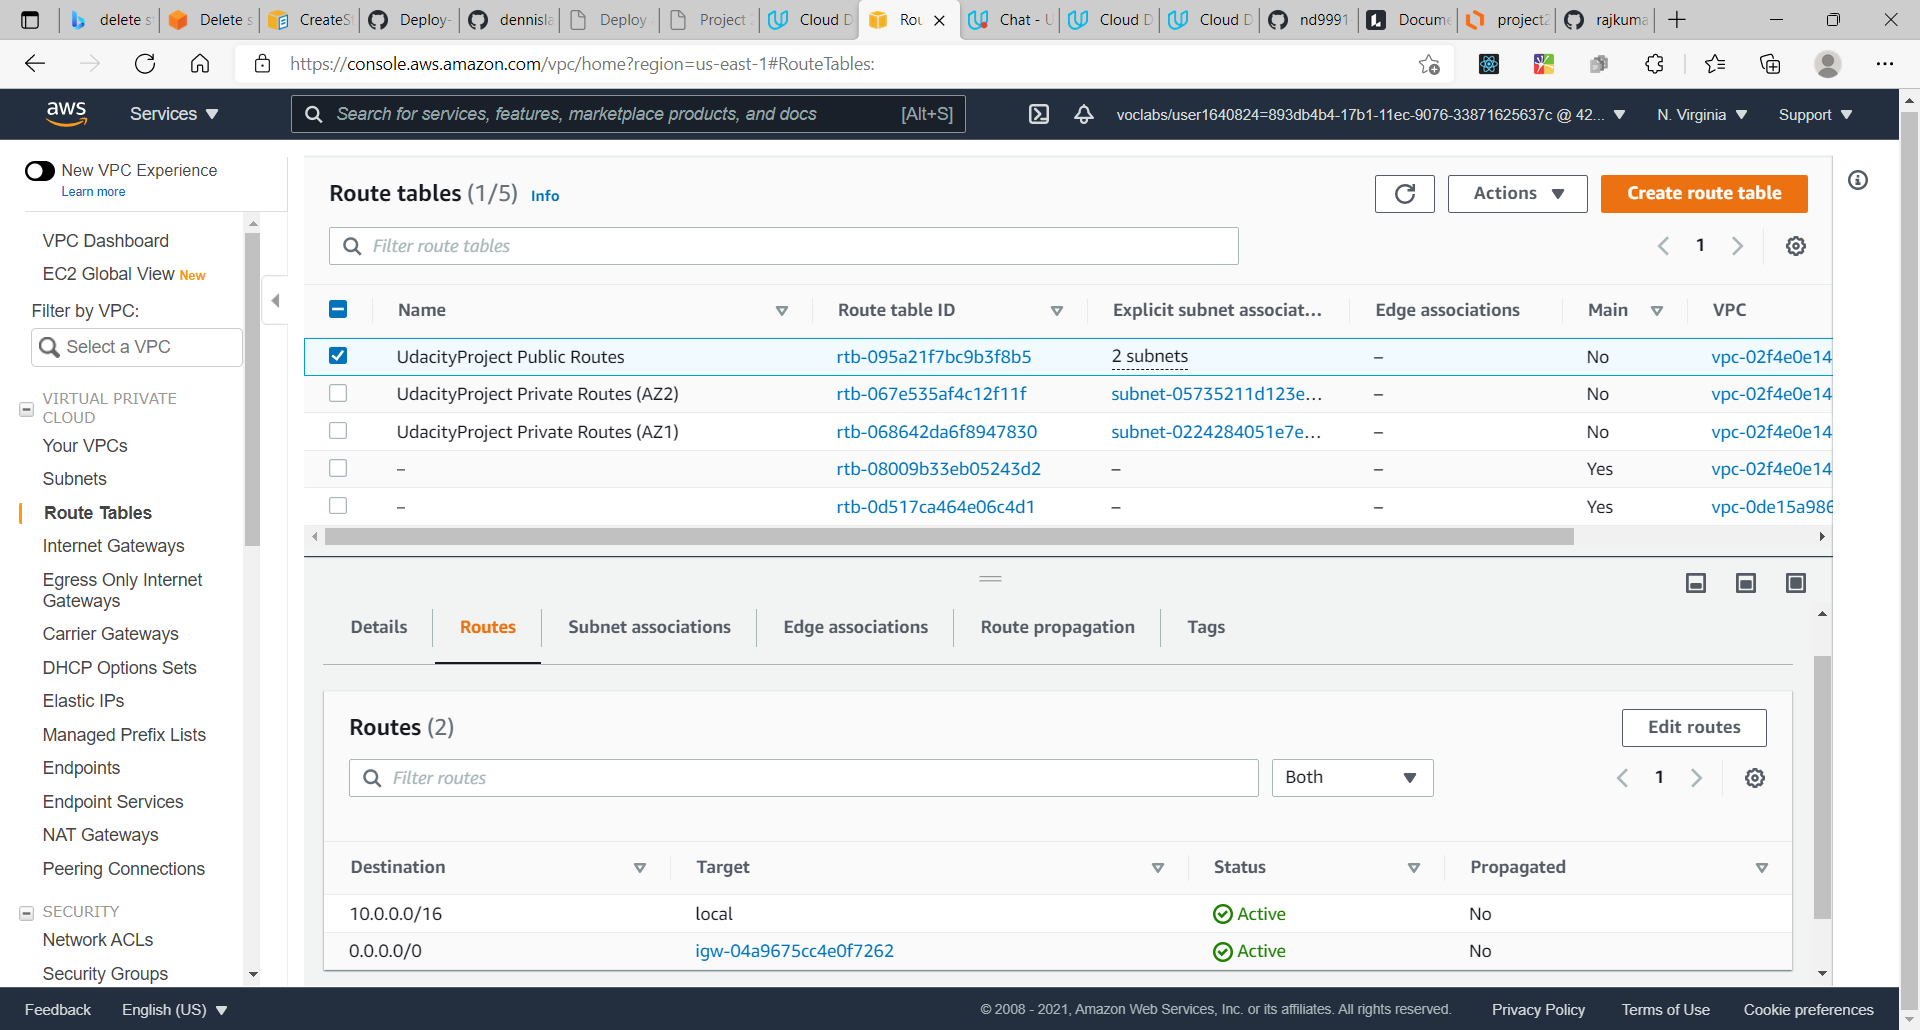 delete s
Delete s
CreateSt
Deploy-
dennisla
Deploy
Project
Cloud D
Rou
Chat - U
Cloud D
Cloud D
nd9991
Docume
project2
rajkuma
https://console.aws.amazon.com/vpc/home?region=us-east-1#RouteTables:
aws
Services
Search for services, features, marketplace products, and docs [Alt+S]
voclabs/user1640824=893db4b4-17b1-11ec-9076-33871625637c @ 42...
N. Virginia
Support
New VPC Experience
Learn more
VPC Dashboard
EC2 Global View New
Filter by VPC:
Select a VPC
VIRTUAL PRIVATE
CLOUD
Your VPCs
Subnets
Route Tables
Internet Gateways
Egress Only Internet
Gateways
Carrier Gateways
DHCP Options Sets
Elastic IPs
Managed Prefix Lists
Endpoints
Endpoint Services
NAT Gateways
Peering Connections
SECURITY
Network ACLs
Security Groups
Route tables (1/5) Info
Actions
Create route table
Filter route tables
1
Name Route table ID Explicit subnet associat... Edge associations Main VPC
UdacityProject Public Routes rtb-095a21f7bc9b3f8b5 2 subnets – No vpc-02f4e0e14
UdacityProject Private Routes (AZ2) rtb-067e535af4c12f11f subnet-05735211d123e... – No vpc-02f4e0e14
UdacityProject Private Routes (AZ1) rtb-068642da6f8947830 subnet-0224284051e7e... – No vpc-02f4e0e14
– rtb-08009b33eb05243d2 – – Yes vpc-02f4e0e14
– rtb-0d517ca464e06c4d1 – – Yes vpc-0de15a986
Details Routes Subnet associations Edge associations Route propagation Tags
Routes (2)
Edit routes
Filter routes
Both
1
Destination Target Status Propagated
10.0.0.0/16 local Active No
0.0.0.0/0 igw-04a9675cc4e0f7262 Active No
Feedback English (US) © 2008 - 2021, Amazon Web Services, Inc. or its affiliates. All rights reserved. Privacy Policy Terms of Use Cookie preferences